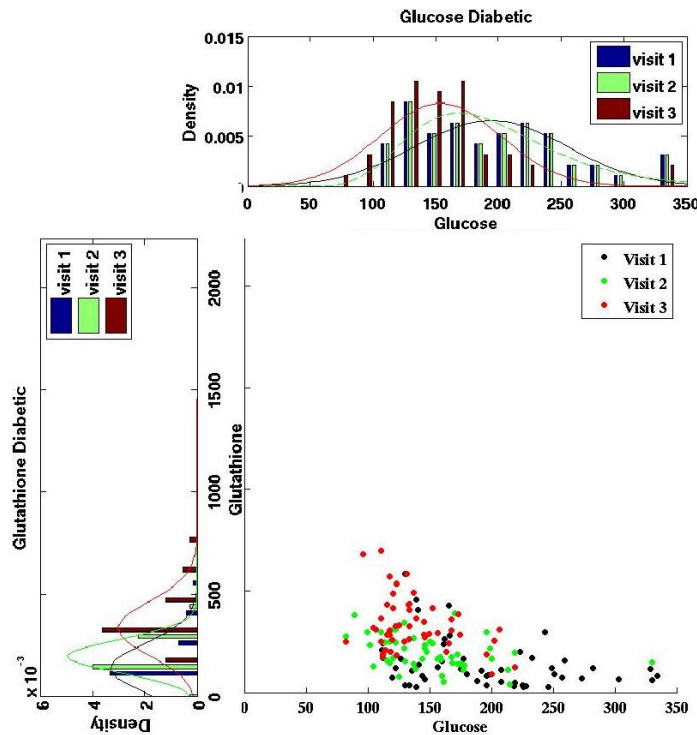 Glucose Diabetic
0.015
0.01
0.005
Density
visit 1
visit 2
visit 3
0 50 100 150 200 250 300 350
Glucose
visit 1
visit 2
visit 3
Glutathione Diabetic
x 10⁻³
6 4 2 0
Density
0 500 1000 1500 2000
Glutathione
Visit 1
Visit 2
Visit 3
0 50 100 150 200 250 300 350
Glucose